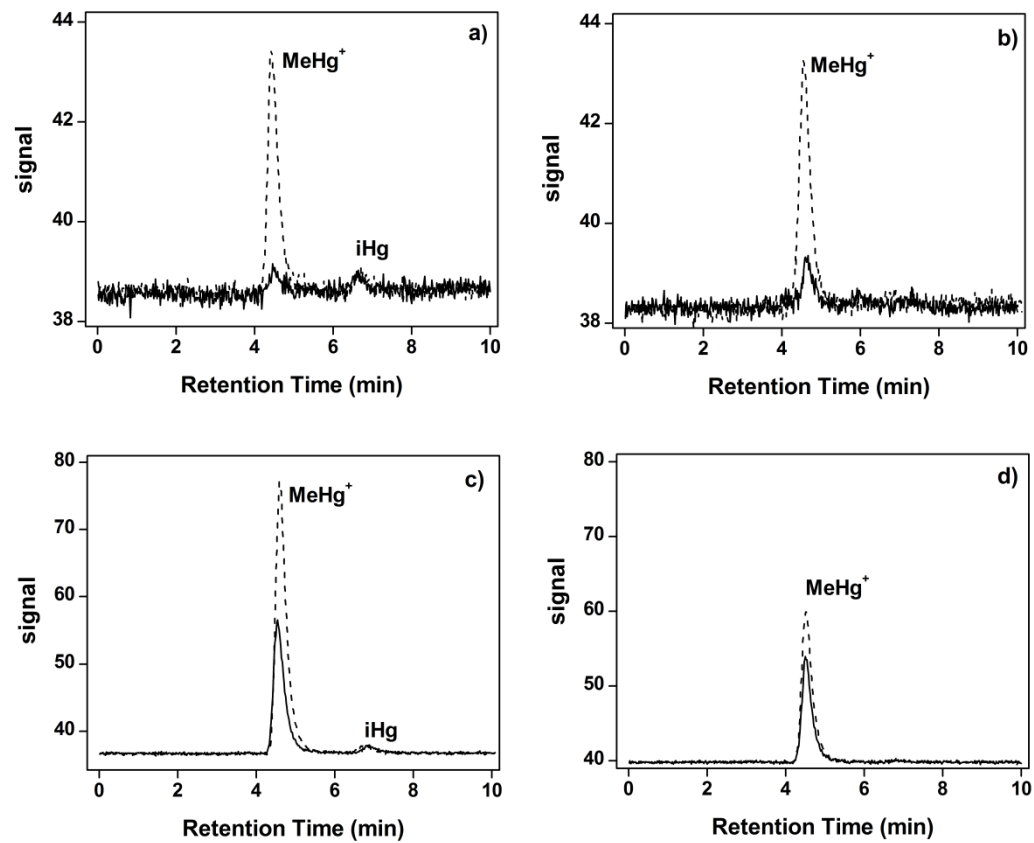 a)
44
42
40
38
signal
MeHg+
iHg
0 2 4 6 8 10
Retention Time (min)
b)
44
42
40
38
signal
MeHg+
0 2 4 6 8 10
Retention Time (min)
c)
80
70
60
50
40
signal
MeHg+
iHg
0 2 4 6 8 10
Retention Time (min)
d)
80
70
60
50
40
signal
MeHg+
0 2 4 6 8 10
Retention Time (min)